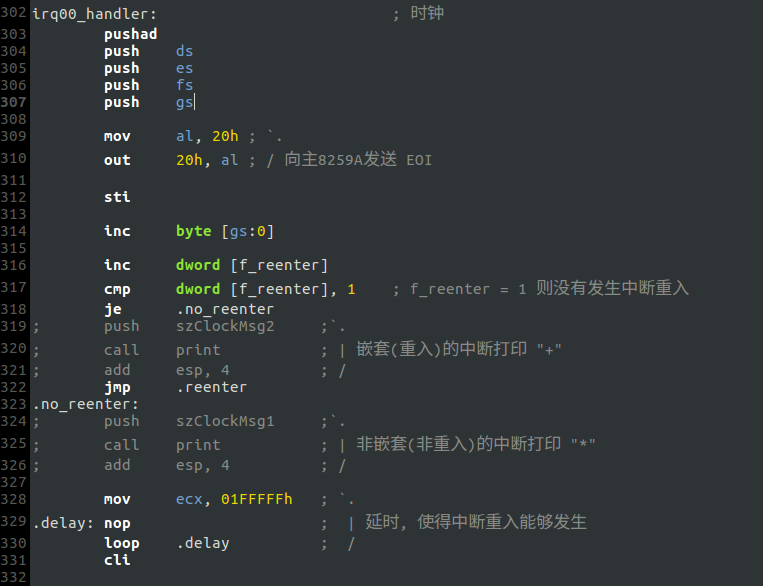 302 irq00_handler:                          ; 时钟
303         pushad
304         push    ds
305         push    es
306         push    fs
307         push    gs
308
309         mov     al, 20h ; `.
310         out     20h, al ; / 向主8259A发送 EOI
311
312         sti
313
314         inc     byte [gs:0]
315
316         inc     dword [f_reenter]
317         cmp     dword [f_reenter], 1    ; f_reenter = 1 则没有发生中断重入
318         je      .no_reenter
319 ;       push    szClockMsg2     ;`.
320 ;       call    print           ; | 嵌套(重入)的中断打印 "+"
321 ;       add     esp, 4          ; /
322         jmp     .reenter
323 .no_reenter:
324 ;       push    szClockMsg1     ;`.
325 ;       call    print           ; | 非嵌套(非重入)的中断打印 "*"
326 ;       add     esp, 4          ; /
327
328         mov     ecx, 01FFFFFh   ; `.
329 .delay: nop                     ;  | 延时, 使得中断重入能够发生
330         loop    .delay          ;  /
331         cli
332